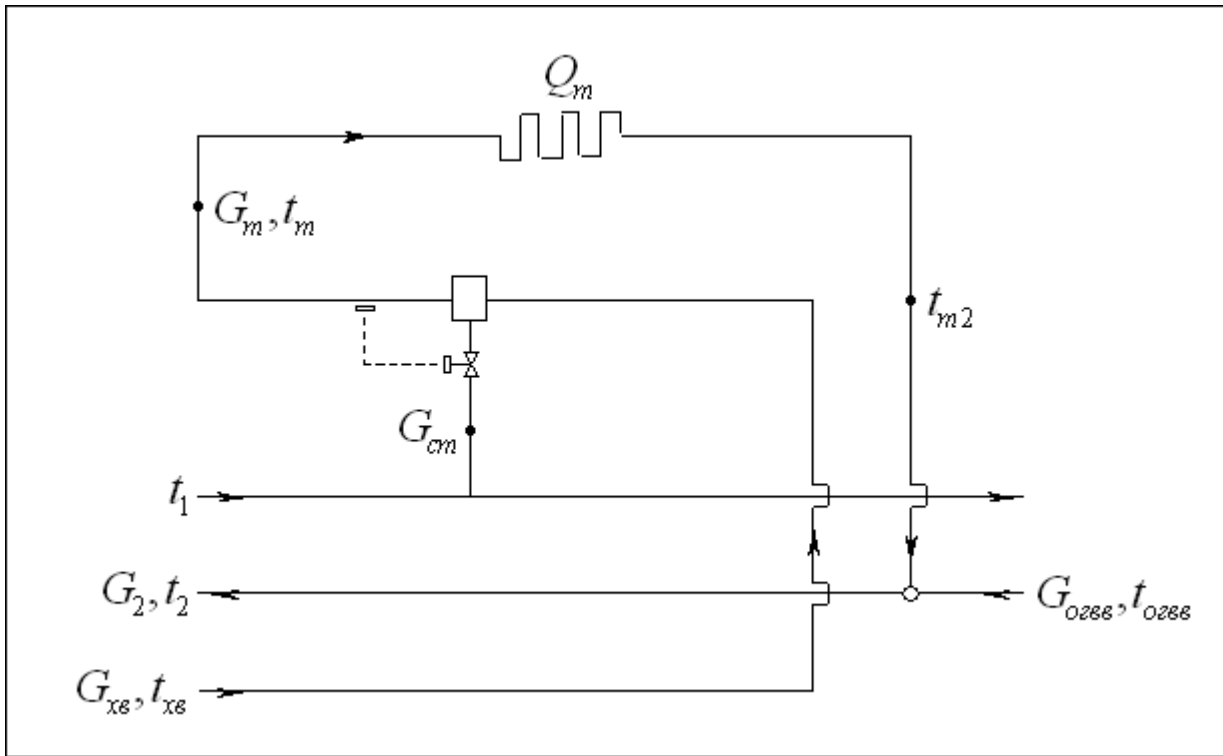 Qт
Gт, tт
tт2
Gст
t1
G2, t2
Gогвв, tогвв
Gхв, tхв